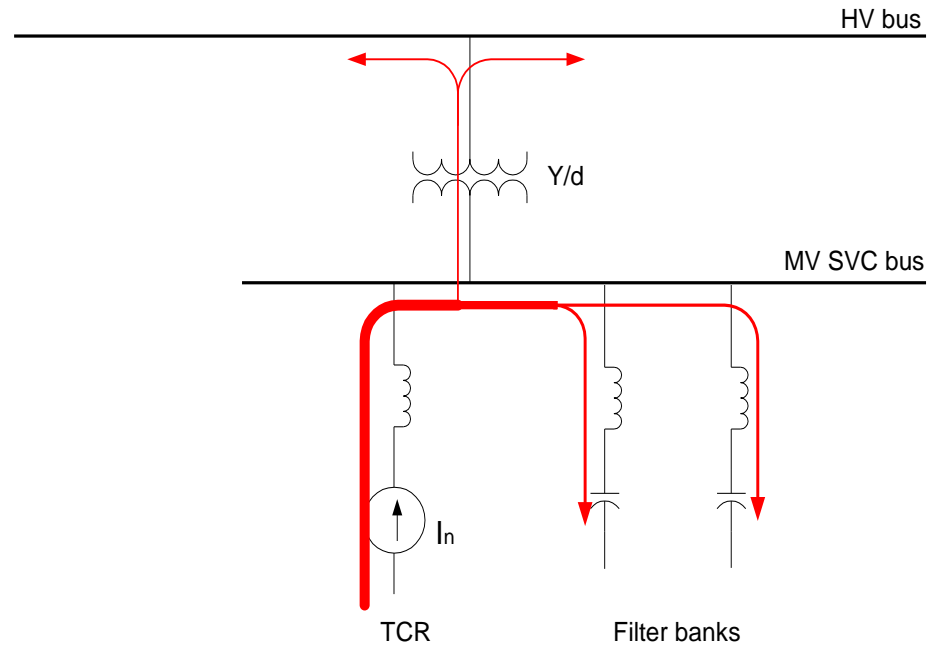 HV bus
Y/d
MV SVC bus
In
TCR
Filter banks